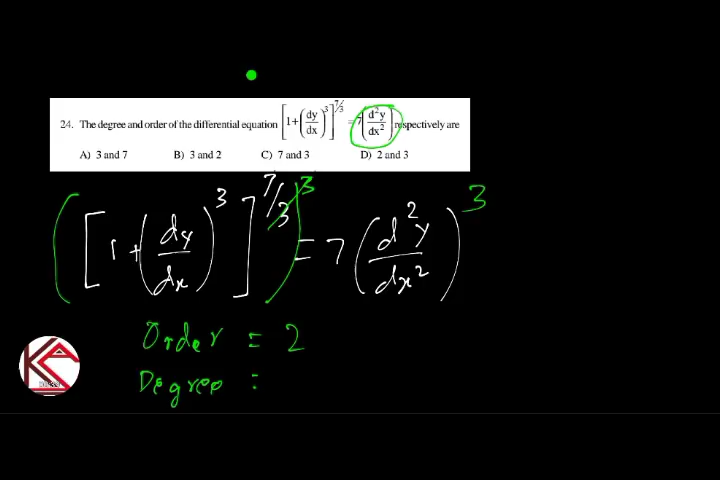 24. The degree and order of the differential equation [1+(dy/dx)^3]^{7/3} = 7(d²y/dx²) respectively are
A) 3 and 7 B) 3 and 2 C) 7 and 3 D) 2 and 3
([1+(dy/dx)^3]^{7/3})^3 = 7(d²y/dx²)^3
Order = 2
Degree :